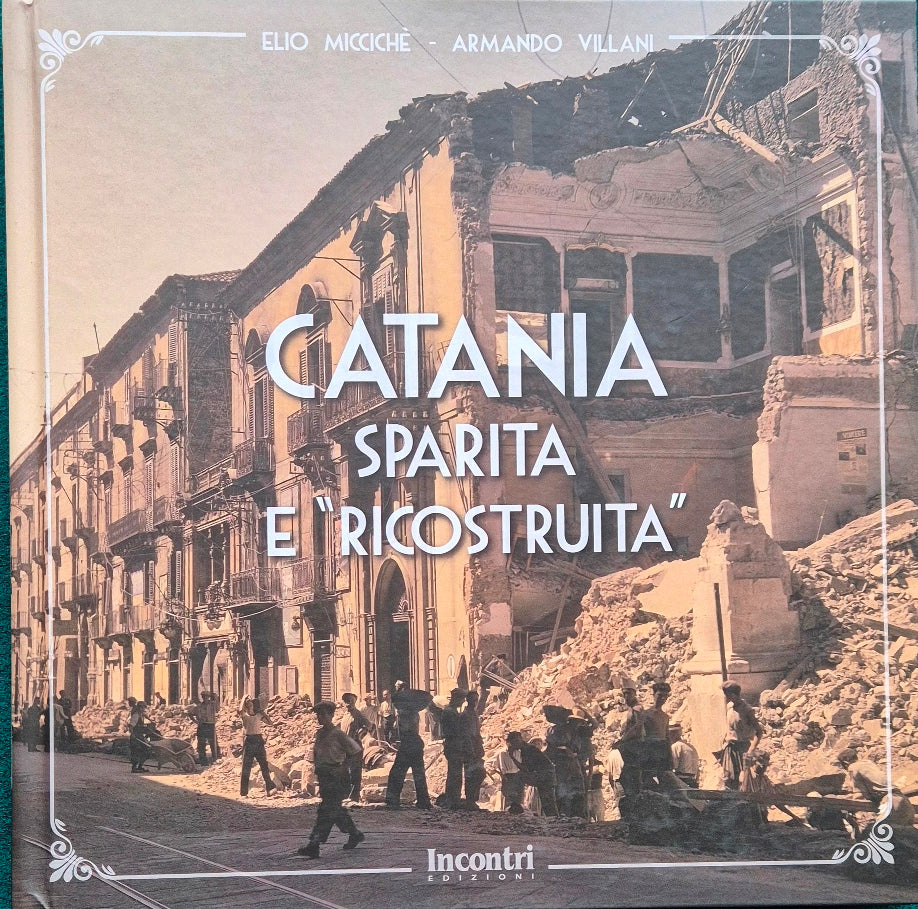 ELIO MICCICHÈ - ARMANDO VILLANI
CATANIA
SPARITA
E "RICOSTRUITA"
Incontri
EDIZIONI